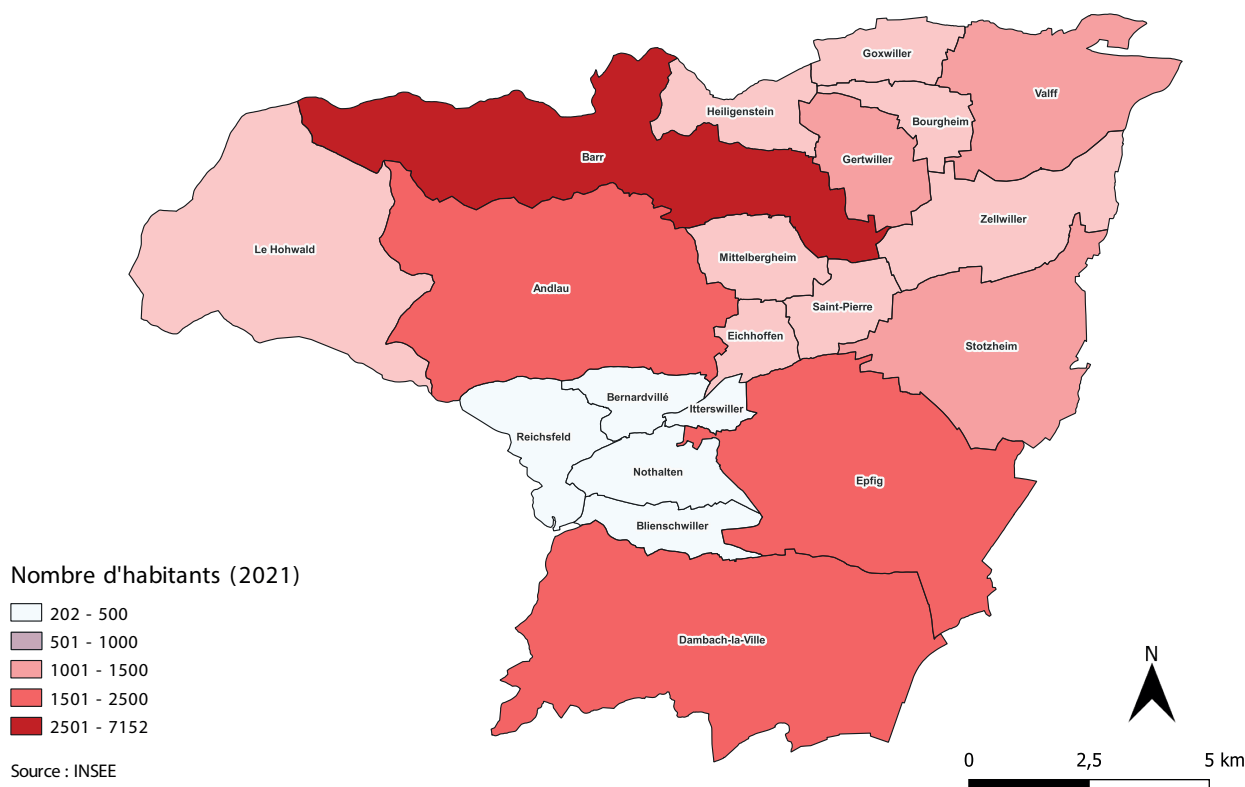 Goxwiller
Valff
Heiligenstein
Bourgheim
Barr
Gertwiller
Zellwiller
Le Hohwald
Mittelbergheim
Andlau
Saint-Pierre
Eichhoffen
Stotzheim
Bernardvillé
Itterswiller
Reichsfeld
Nothalten
Epfig
Blienschwiller
Dambach-la-Ville
Nombre d'habitants (2021)
202 - 500
501 - 1000
1001 - 1500
1501 - 2500
2501 - 7152
Source : INSEE
N
0 2,5 5 km